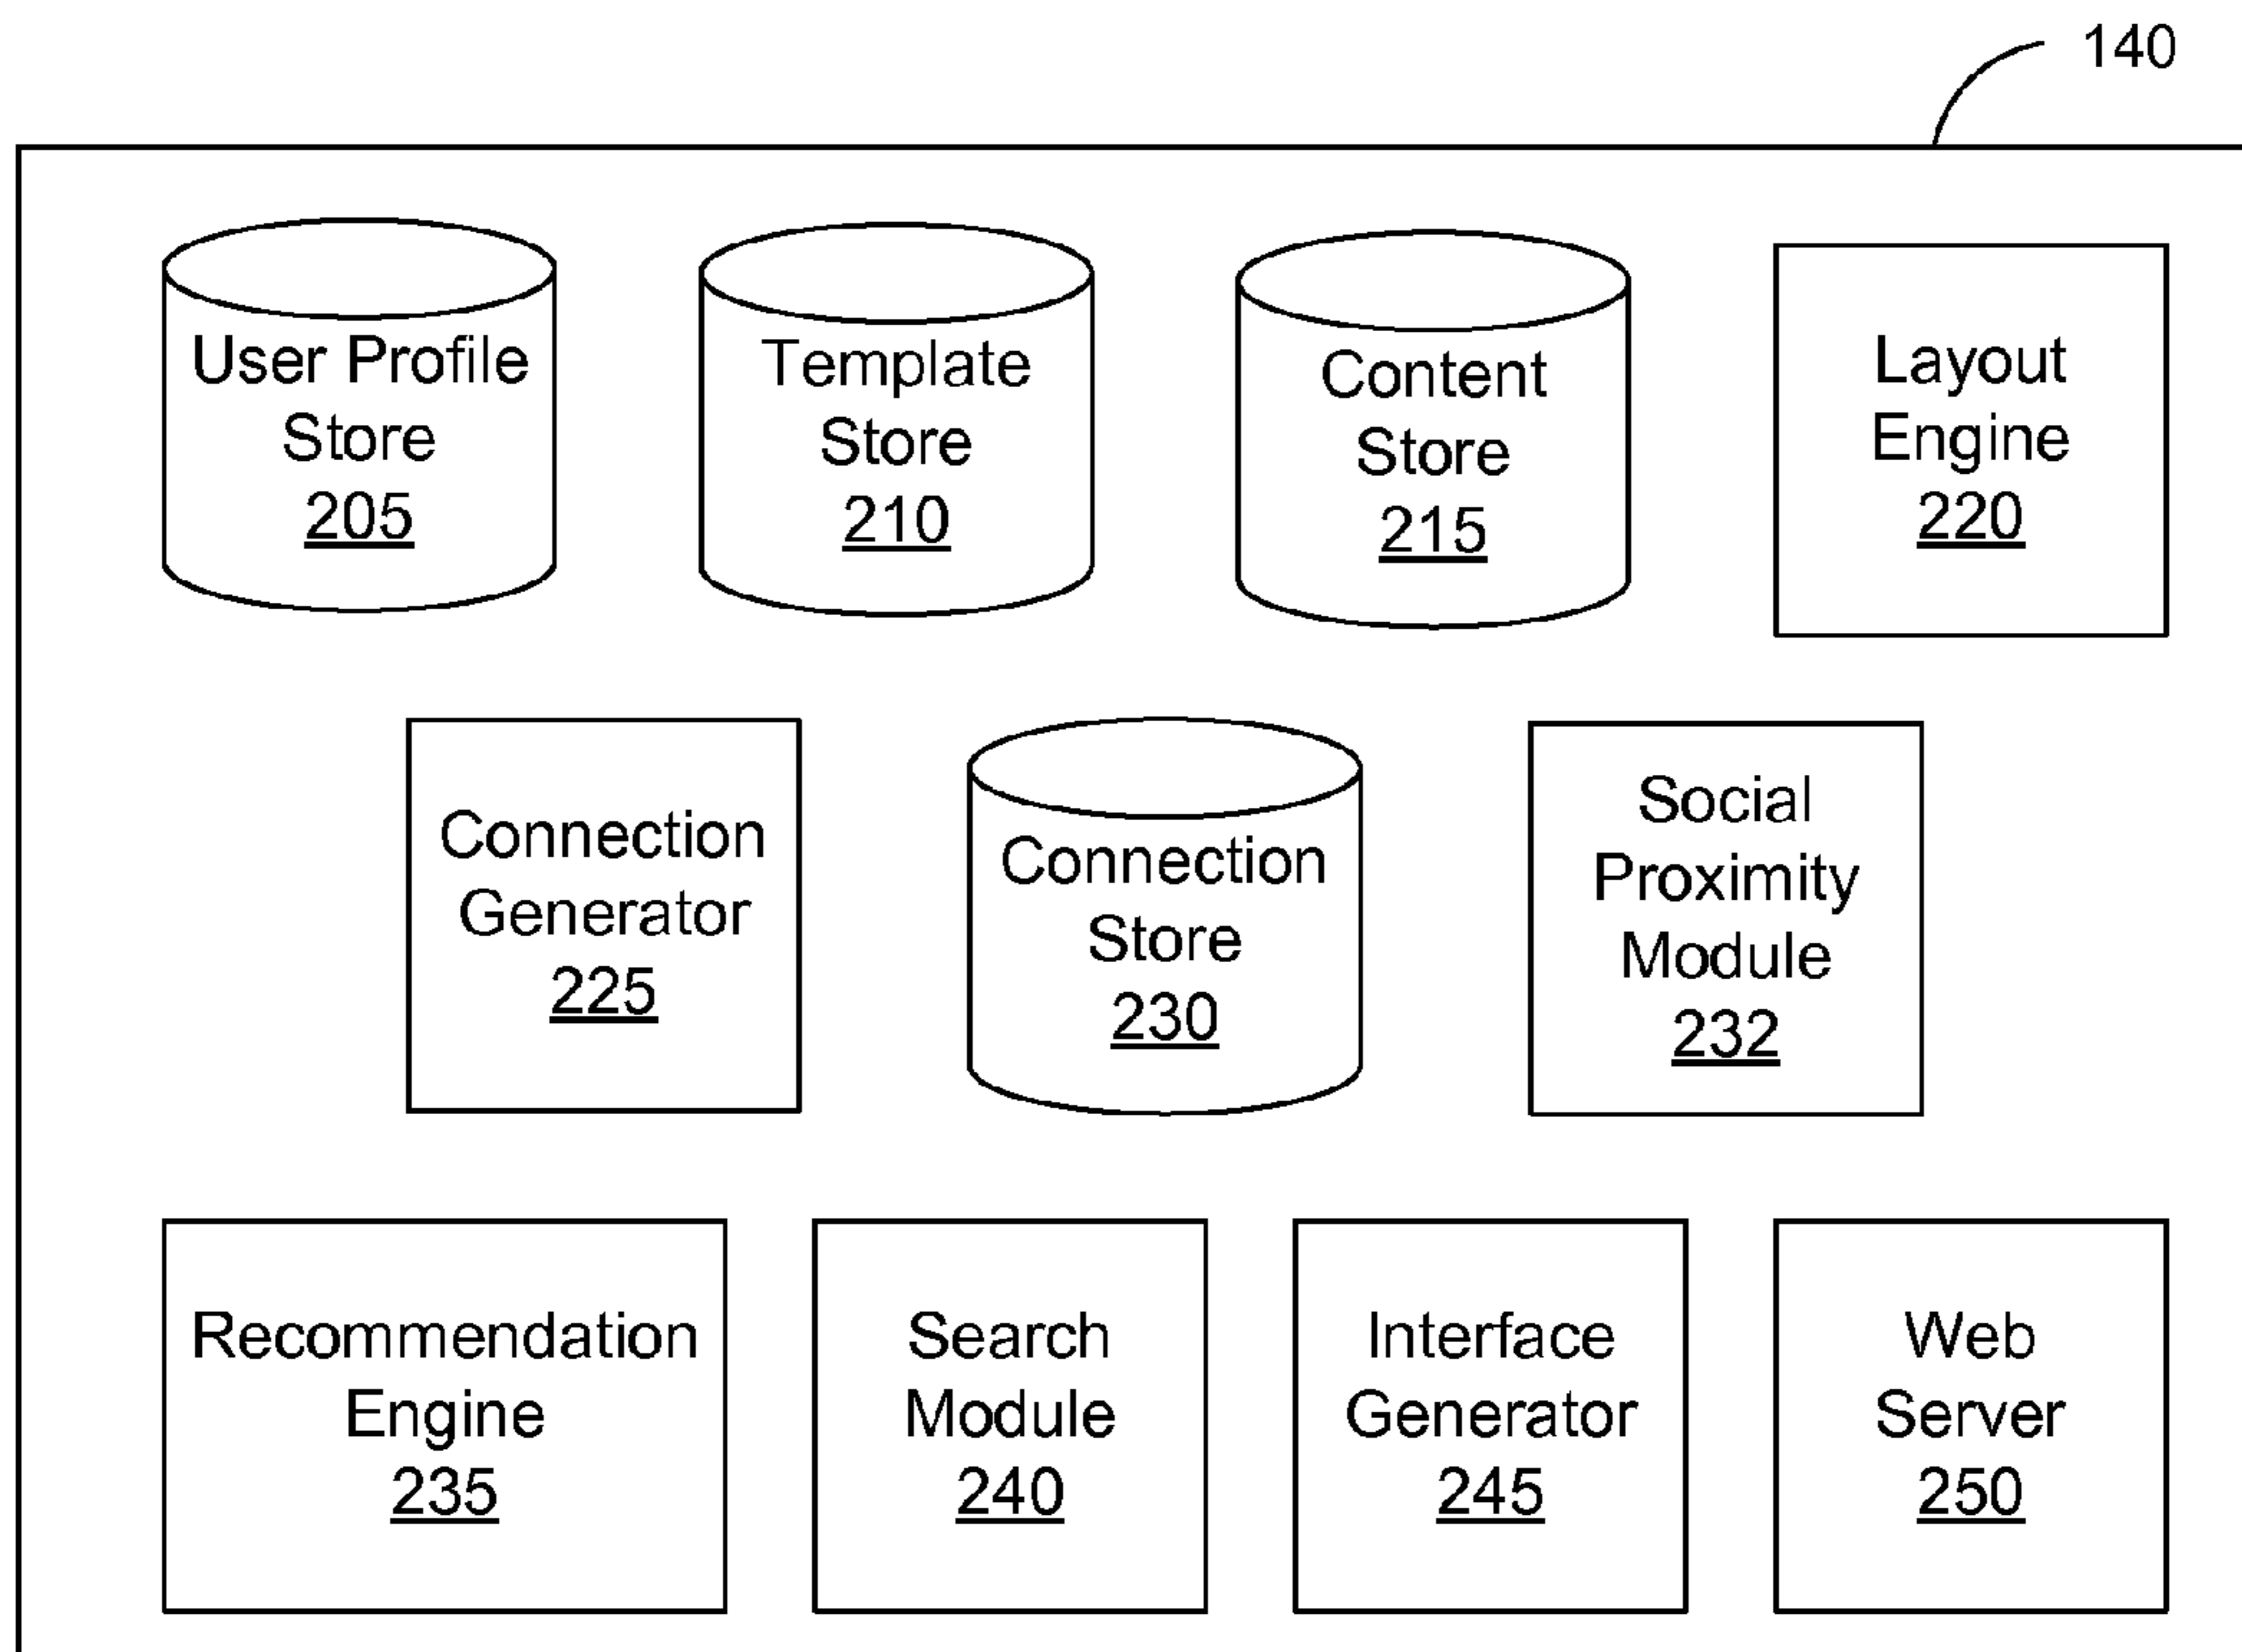 140
User Profile
Store
205
Template
Store
210
Content
Store
215
Layout
Engine
220
Connection
Generator
225
Connection
Store
230
Social
Proximity
Module
232
Recommendation
Engine
235
Search
Module
240
Interface
Generator
245
Web
Server
250